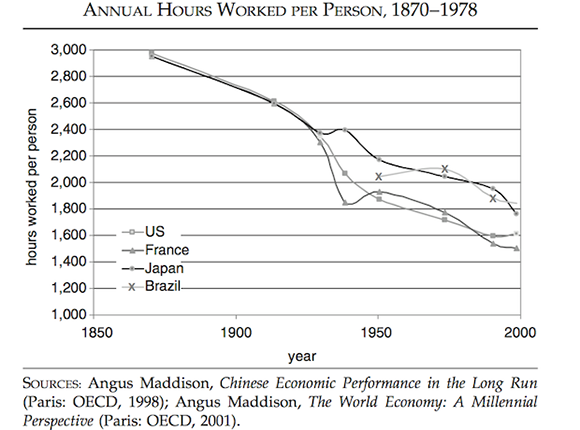 ANNUAL HOURS WORKED PER PERSON, 1870–1978
3,000
2,800
2,600
2,400
2,200
2,000
1,800
1,600
1,400
1,200
1,000
hours worked per person
US
France
Japan
Brazil
1850
1900
1950
2000
year
SOURCES: Angus Maddison, Chinese Economic Performance in the Long Run
(Paris: OECD, 1998); Angus Maddison, The World Economy: A Millennial
Perspective (Paris: OECD, 2001).